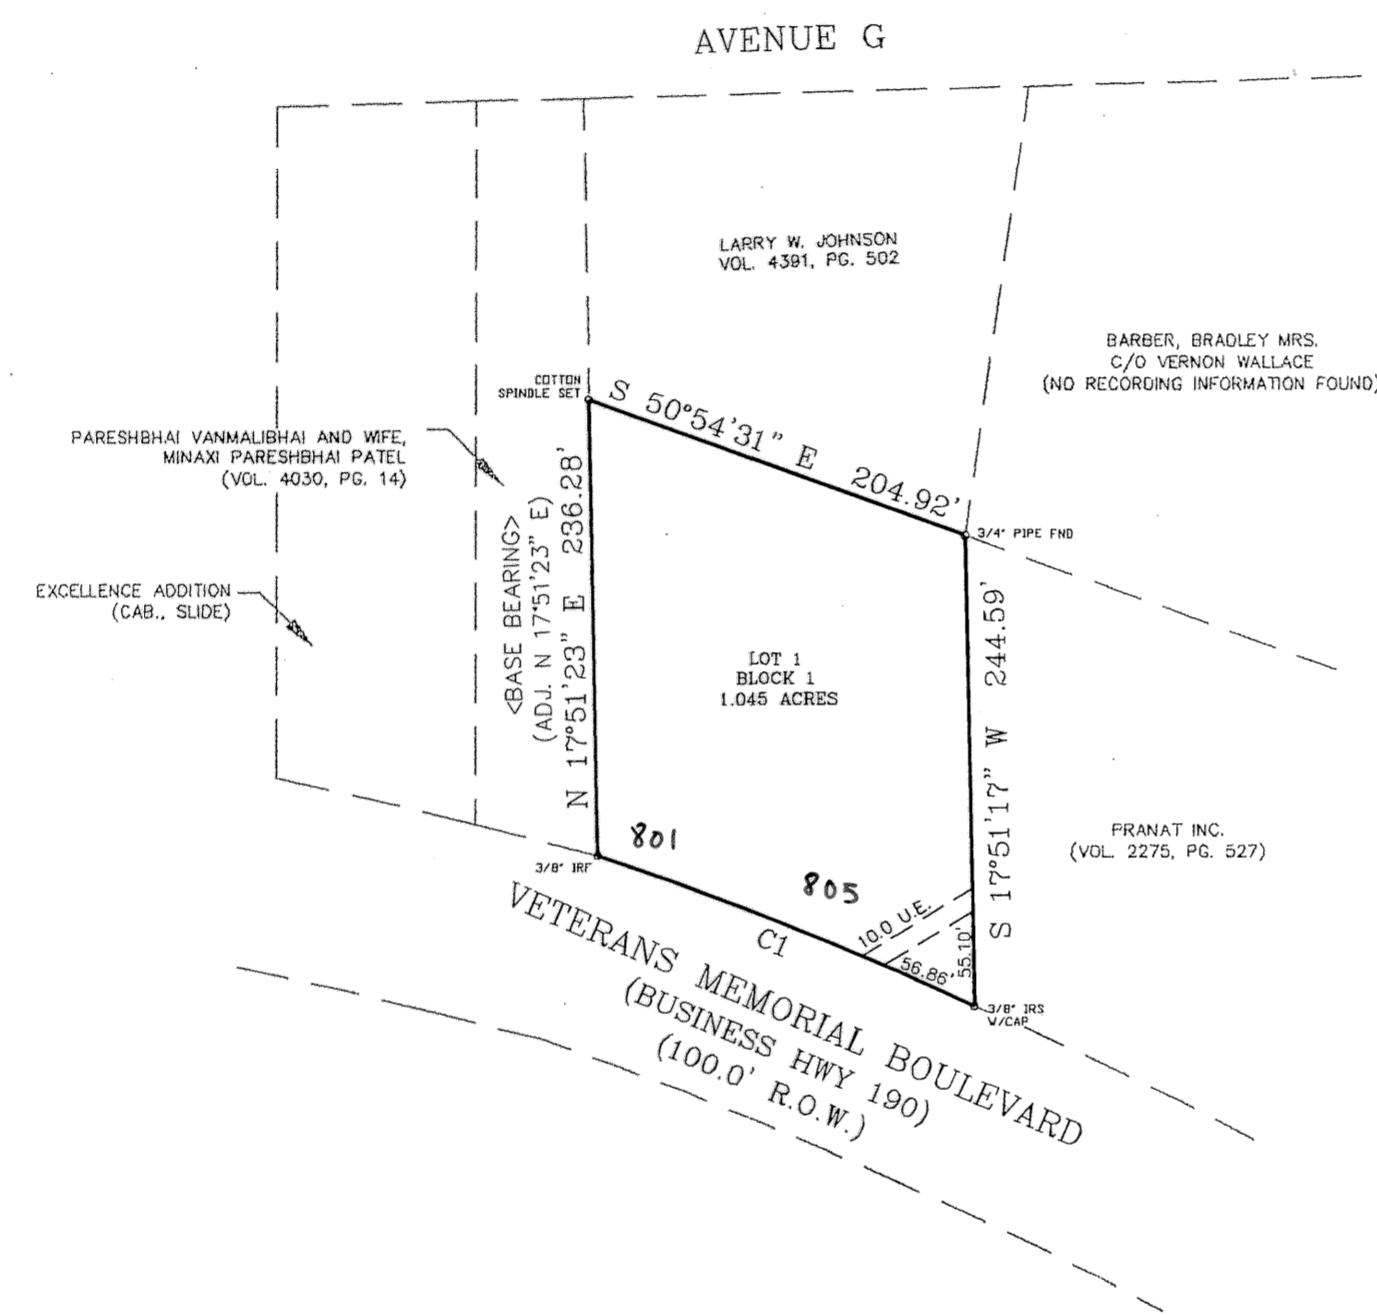 AVENUE G
LARRY W. JOHNSON
VOL. 4391, PG. 502
BARBER, BRADLEY MRS.
C/O VERNON WALLACE
(NO RECORDING INFORMATION FOUND)
COTTON
SPINDLE SET
S 50°54'31" E 204.92'
PARESHBHAI VANMALIBHAI AND WIFE,
MINAXI PARESHBHAI PATEL
(VOL. 4030, PG. 14)
3/4" PIPE FND
<BASE BEARING>
(ADJ. N 17°51'23" E)
N 17°51'23" E 236.28'
EXCELLENCE ADDITION
(CAB., SLIDE)
LOT 1
BLOCK 1
1.045 ACRES
S 17°51'17" W 244.59'
PRANAT INC.
(VOL. 2275, PG. 527)
801
3/8" IRF
805
10.0 U.E.
C1
56.86'
55.10'
3/8" IRS
W/CAP
VETERANS MEMORIAL BOULEVARD
(BUSINESS HWY 190)
(100.0' R.O.W.)